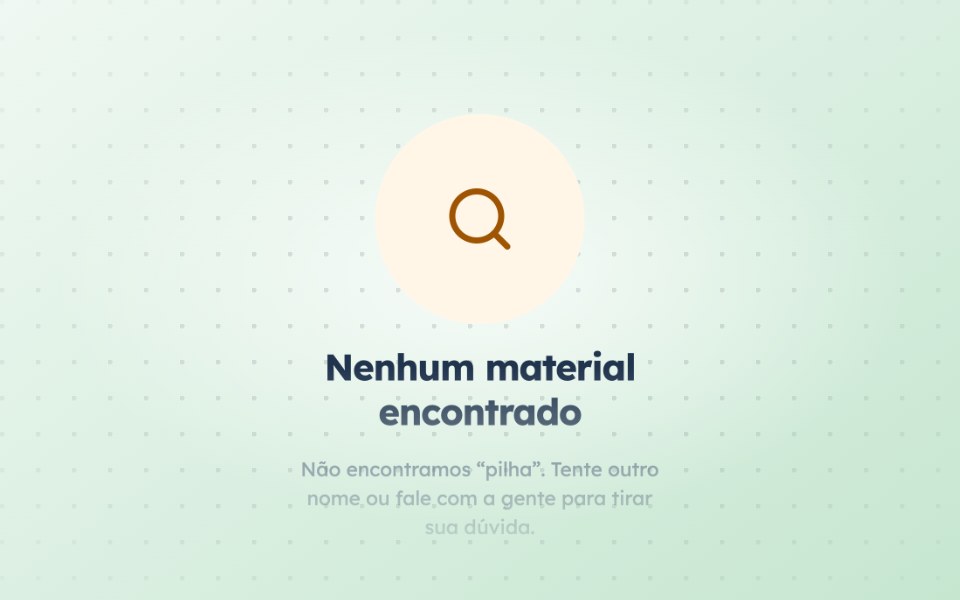 Nenhum material
encontrado
Não encontramos “pilha”. Tente outro
nome ou fale com a gente para tirar
sua dúvida.